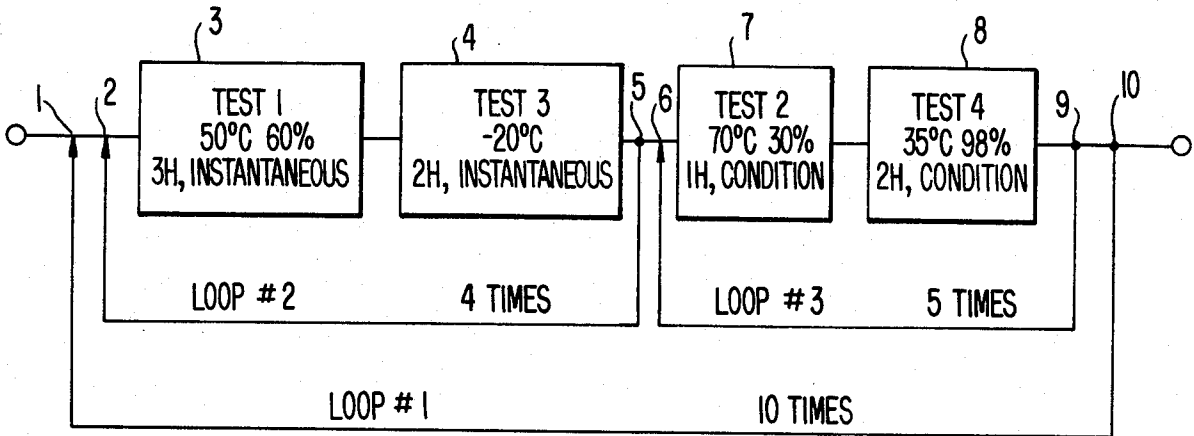 3
4
7
8
1
2
5
6
9
10
TEST 1
50°C 60%
3H, INSTANTANEOUS
TEST 3
-20°C
2H, INSTANTANEOUS
TEST 2
70°C 30%
1H, CONDITION
TEST 4
35°C 98%
2H, CONDITION
LOOP #2
4 TIMES
LOOP #3
5 TIMES
LOOP #1
10 TIMES